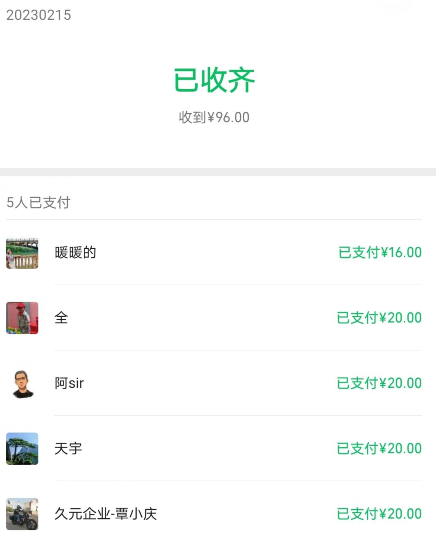 20230215
已收齐
收到¥96.00
5人已支付
暖暖的 已支付¥16.00
全 已支付¥20.00
阿sir 已支付¥20.00
天宇 已支付¥20.00
久元企业-覃小庆 已支付¥20.00